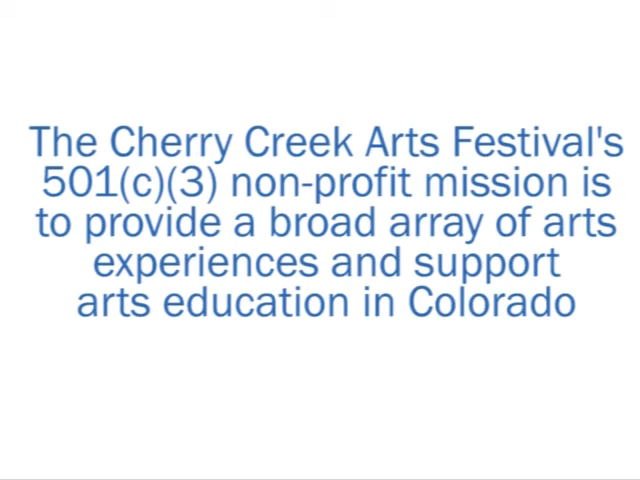 The Cherry Creek Arts Festival's
501(c)(3) non-profit mission is
to provide a broad array of arts
experiences and support
arts education in Colorado